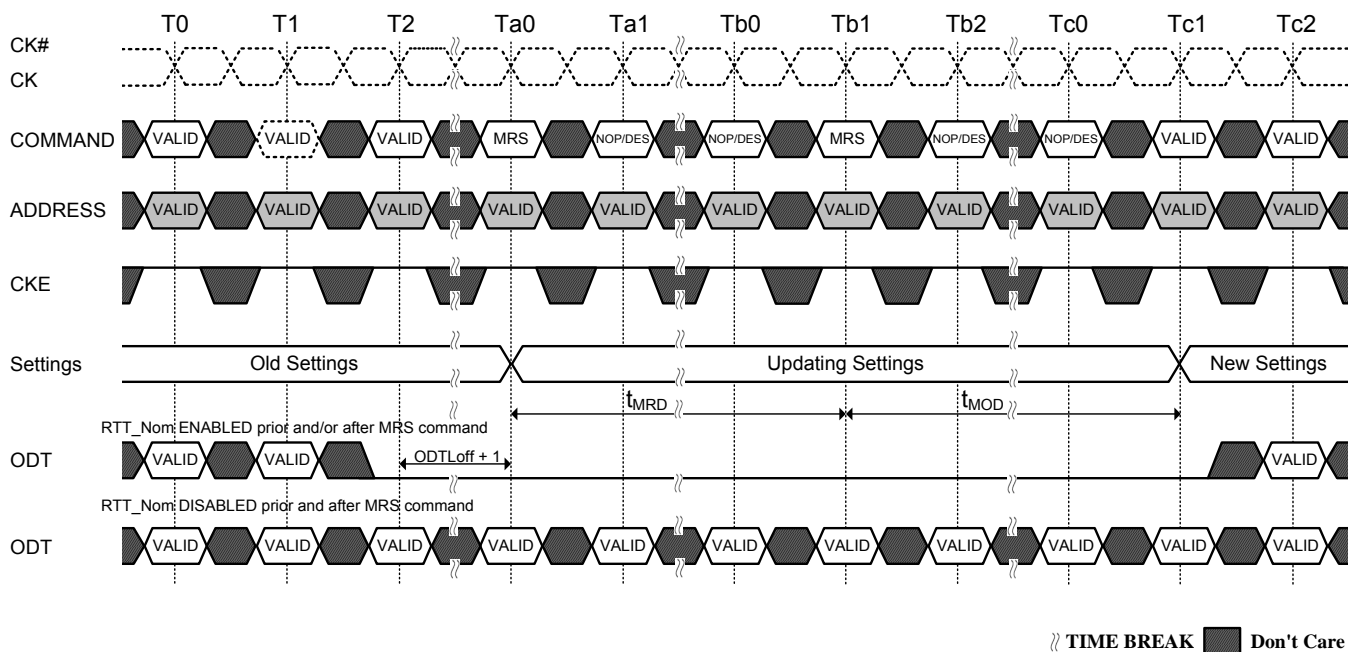 T0 T1 T2 Ta0 Ta1 Tb0 Tb1 Tb2 Tc0 Tc1 Tc2
CK#
CK
COMMAND VALID VALID VALID MRS NOP/DES NOP/DES MRS NOP/DES NOP/DES VALID VALID
ADDRESS VALID VALID VALID VALID VALID VALID VALID VALID VALID VALID VALID
CKE
Settings Old Settings Updating Settings New Settings
tMRD tMOD
RTT_Nom ENABLED prior and/or after MRS command
ODT VALID VALID ODTLoff + 1 VALID
RTT_Nom DISABLED prior and after MRS command
ODT VALID VALID VALID VALID VALID VALID VALID VALID VALID VALID VALID
TIME BREAK Don't Care